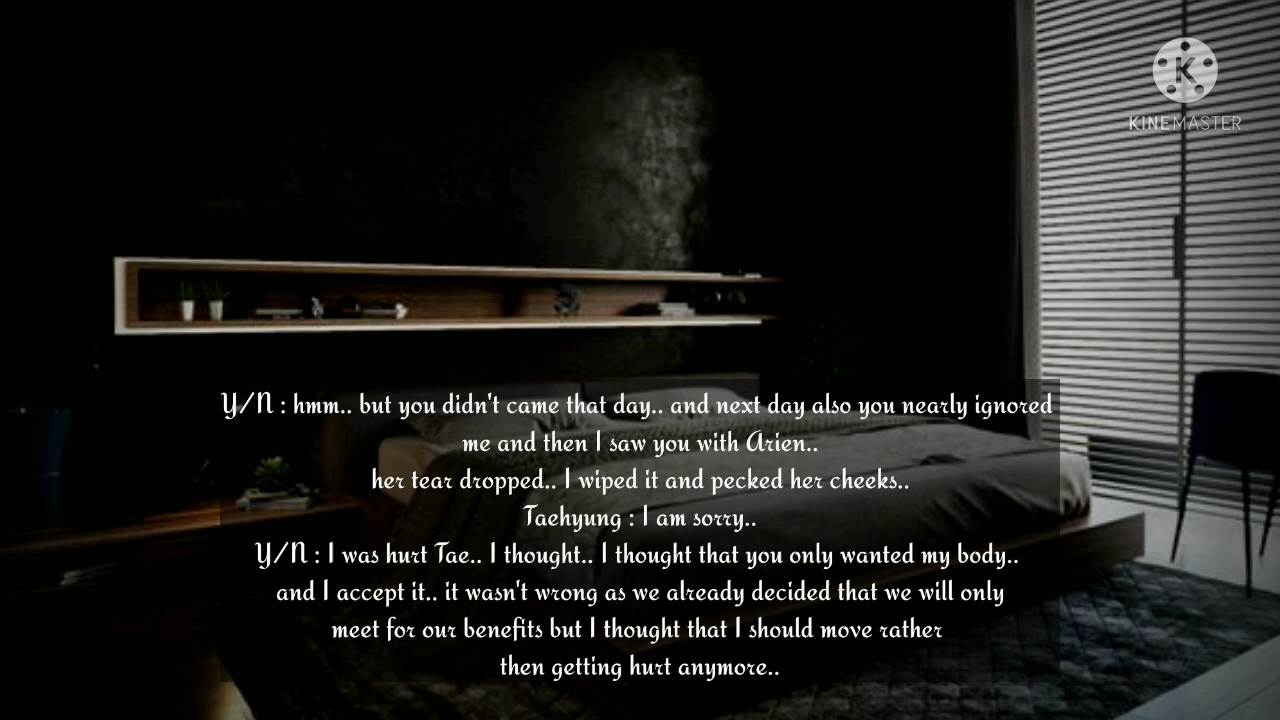 KINEMASTER
Y/N : hmm.. but you didn't came that day.. and next day also you nearly ignored
me and then I saw you with Arien..
her tear dropped.. I wiped it and pecked her cheeks..
Taehyung : I am sorry..
Y/N : I was hurt Tae.. I thought.. I thought that you only wanted my body..
and I accept it.. it wasn't wrong as we already decided that we will only
meet for our benefits but I thought that I should move rather
then getting hurt anymore..